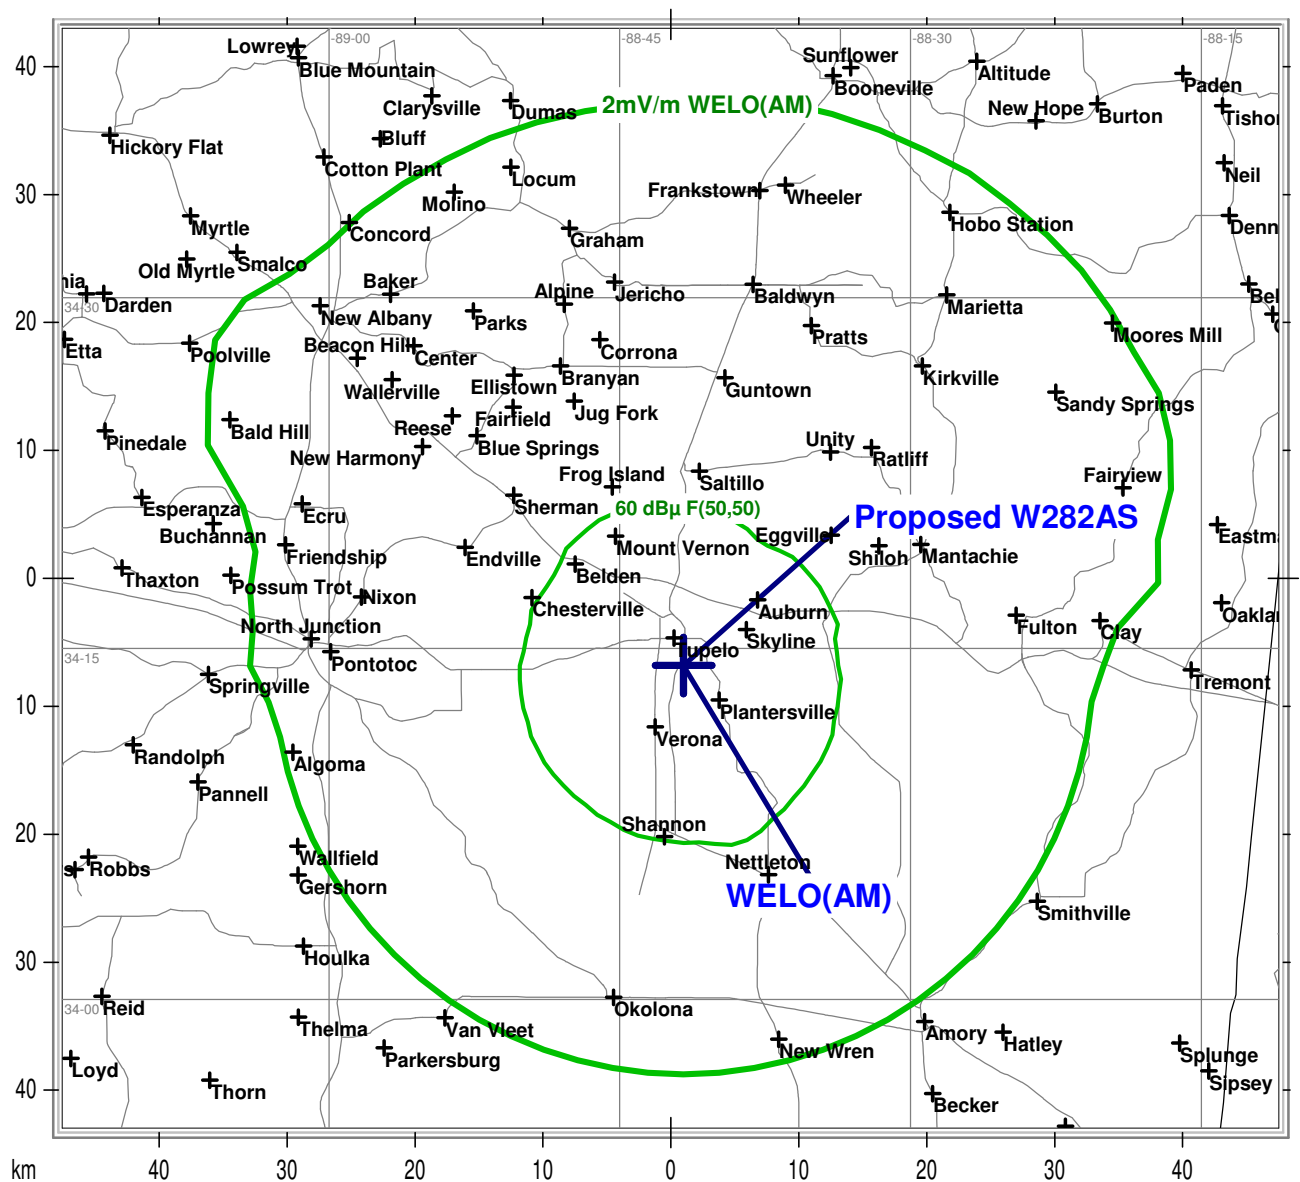 -89-00
-88-45
-88-30
-88-15
Lowrey
Blue Mountain
Sunflower
Booneville
Altitude
Paden
40
Clarysville
Dumas
2mV/m WELO(AM)
New Hope
Burton
Tishor
Hickory Flat
Bluff
Cotton Plant
Locum
Neil
30
Molino
Frankstown
Wheeler
Myrtle
Concord
Graham
Hobo Station
Denn
Old Myrtle
Smalco
Baker
Alpine
Jericho
Baldwyn
Marietta
Bel
nia
Darden
34-30
New Albany
Parks
20
Etta
Poolville
Beacon Hill
Center
Corrona
Pratts
Moores Mill
Wallerville
Ellistown
Branyan
Guntown
Kirkville
Sandy Springs
Reese
Fairfield
Jug Fork
Pinedale
Bald Hill
Blue Springs
Unity
Ratliff
10
New Harmony
Frog Island
Saltillo
Fairview
Esperanza
Ecru
Sherman
60 dBµ F(50,50)
Proposed W282AS
Buchannan
Eggville
Shiloh
Mantachie
Eastm
Friendship
Endville
Mount Vernon
0
Thaxton
Possum Trot
Nixon
Belden
Chesterville
Auburn
Oaklan
North Junction
Skyline
Fulton
Clay
34-15
Pontotoc
Tupelo
Springville
Tremont
10
Plantersville
Verona
Randolph
Algoma
Pannell
20
Shannon
Wallfield
Nettleton
s
Robbs
Gershorn
WELO(AM)
Smithville
30
Houlka
34-00
Reid
Okolona
Thelma
Van Vleet
Amory
Hatley
Parkersburg
New Wren
Splunge
Loyd
Sipsey
40
Thorn
Becker
km
40
30
20
10
0
10
20
30
40